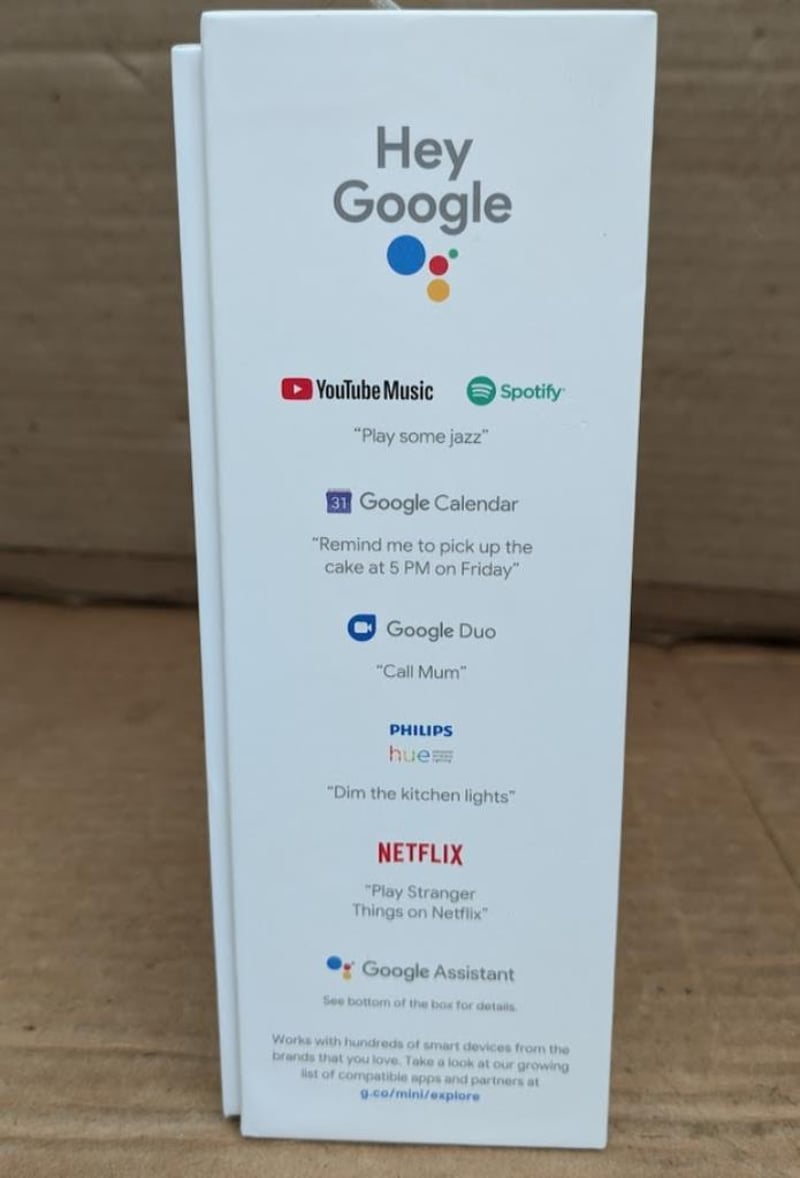 Hey
Google
YouTube Music Spotify
“Play some jazz”
31 Google Calendar
“Remind me to pick up the
cake at 5 PM on Friday”
Google Duo
“Call Mum”
PHILIPS
hue
“Dim the kitchen lights”
NETFLIX
“Play Stranger
Things on Netflix”
Google Assistant
See bottom of the box for details.
Works with hundreds of smart devices from the
brands that you love. Take a look at our growing
list of compatible apps and partners at
g.co/mini/explore